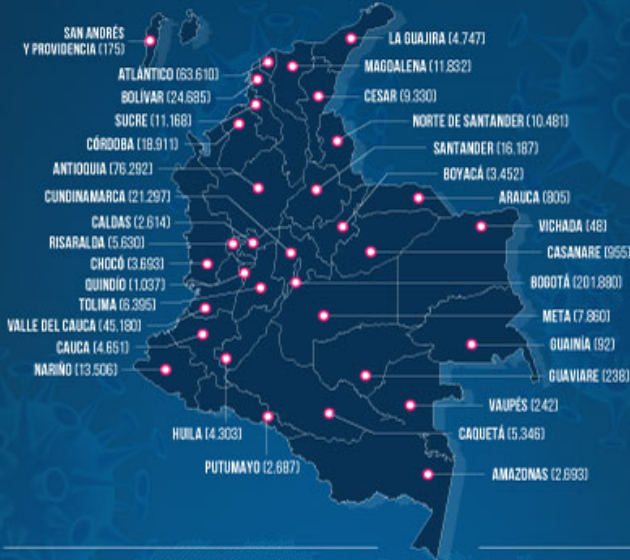 SAN ANDRÉS
Y PROVIDENCIA (175)
ATLÁNTICO (63.610)
BOLÍVAR (24.685)
SUCRE (11.168)
CÓRDOBA (18.911)
ANTIOQUIA (76.292)
CUNDINAMARCA (21.297)
CALDAS (2.614)
RISARALDA (5.630)
CHOCÓ (3.693)
QUINDÍO (1.037)
TOLIMA (6.395)
VALLE DEL CAUCA (45.180)
CAUCA (4.651)
NARIÑO (13.506)
HUILA (4.303)
PUTUMAYO (2.687)
LA GUAJIRA (4.747)
MAGDALENA (11.832)
CESAR (9.330)
NORTE DE SANTANDER (10.481)
SANTANDER (16.187)
BOYACÁ (3.452)
ARAUCA (805)
VICHADA (48)
CASANARE (955)
BOGOTÁ (201.890)
META (7.860)
GUAINÍA (92)
GUAVIARE (238)
VAUPÉS (242)
CAQUETÁ (5.346)
AMAZONAS (2.693)